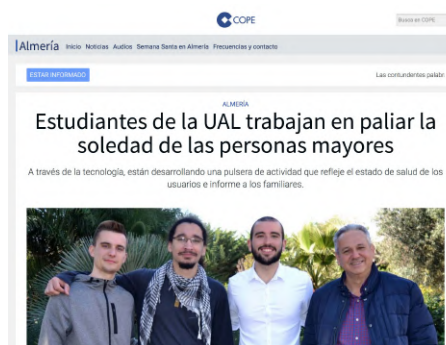 COPE
Busca en COPE
Almería Inicio Noticias Audios Semana Santa en Almería Frecuencias y contacto
ESTAR INFORMADO
Las contundentes palabr
ALMERÍA
Estudiantes de la UAL trabajan en paliar la
soledad de las personas mayores
A través de la tecnología, están desarrollando una pulsera de actividad que refleje el estado de salud de los
usuarios e informe a los familiares.